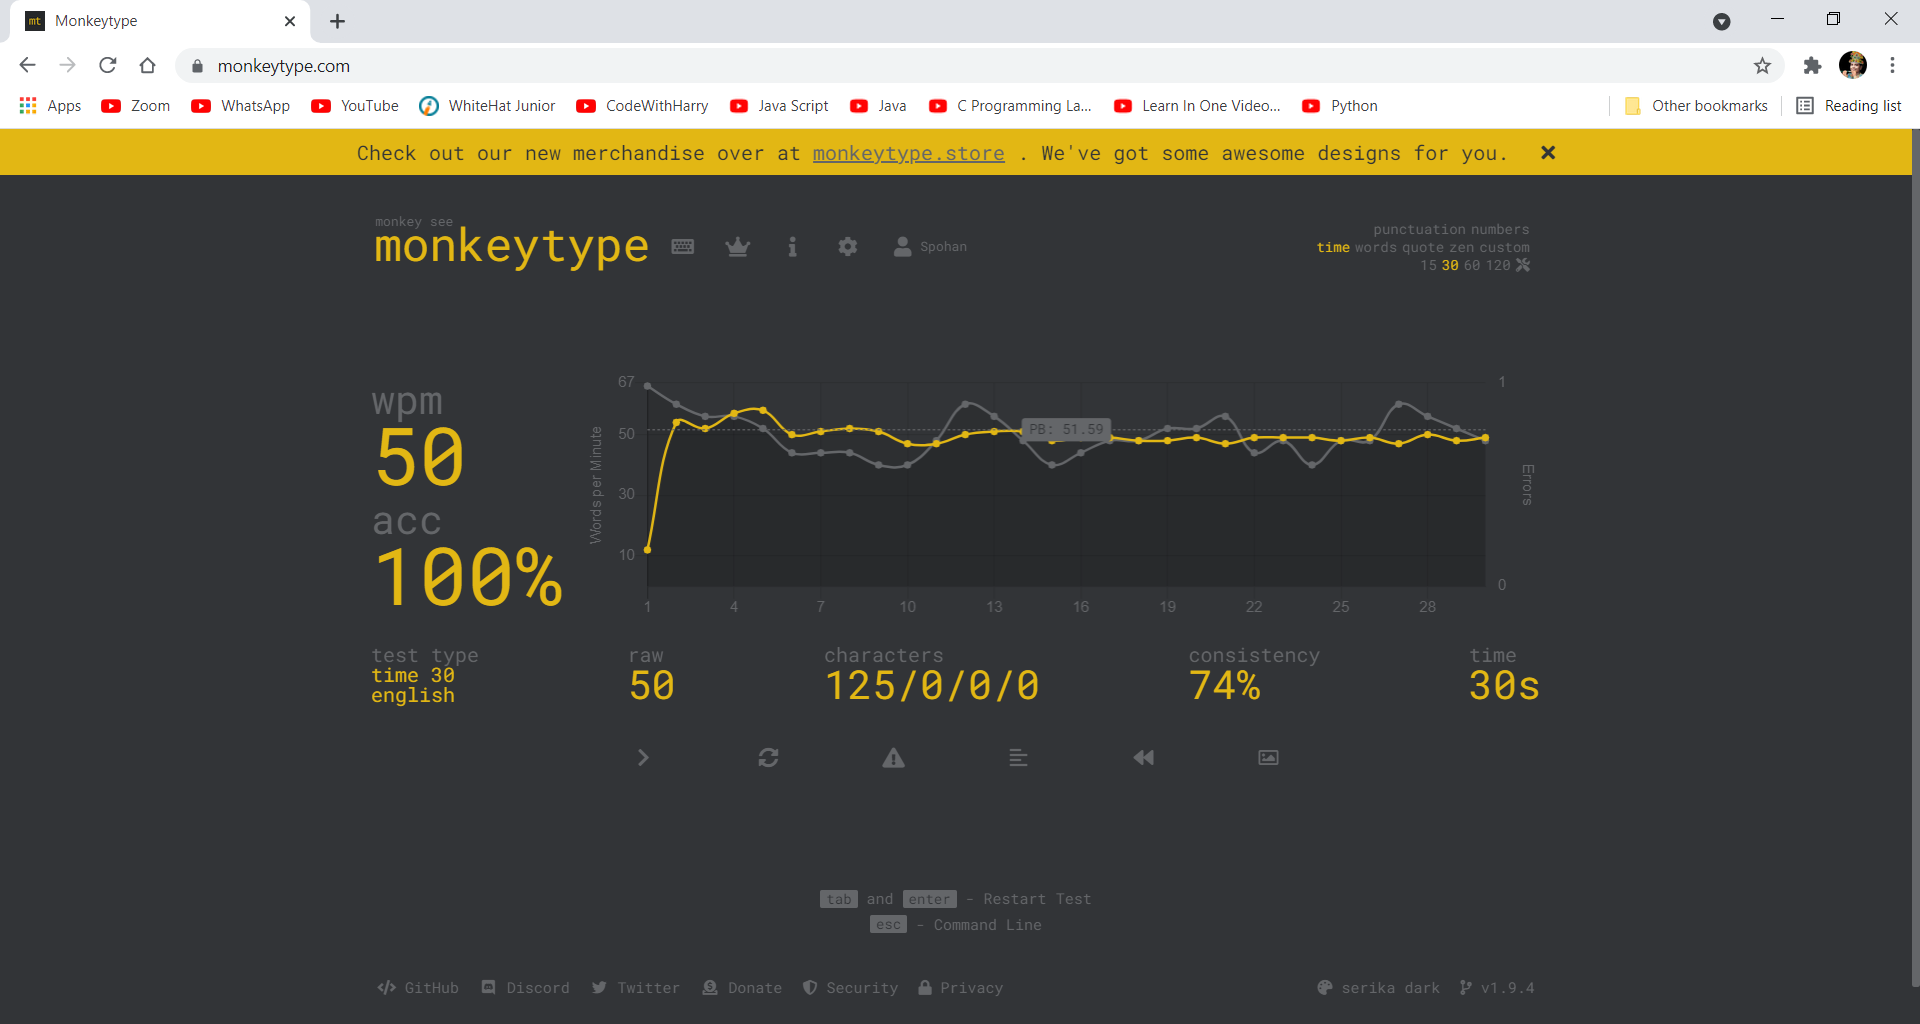 mt Monkeytype
monkeytype.com
Apps Zoom WhatsApp YouTube WhiteHat Junior CodeWithHarry Java Script Java C Programming La... Learn In One Video... Python Other bookmarks Reading list
Check out our new merchandise over at monkeytype.store . We've got some awesome designs for you.
monkey see
monkeytype
Spohan
punctuation numbers
time words quote zen custom
15 30 60 120
wpm
50
acc
100%
Words per Minute
67
50
30
10
PB: 51.59
1
0
Errors
1 4 7 10 13 16 19 22 25 28
test type
time 30
english
raw
50
characters
125/0/0/0
consistency
74%
time
30s
tab and enter - Restart Test
esc - Command Line
GitHub Discord Twitter Donate Security Privacy serika dark v1.9.4